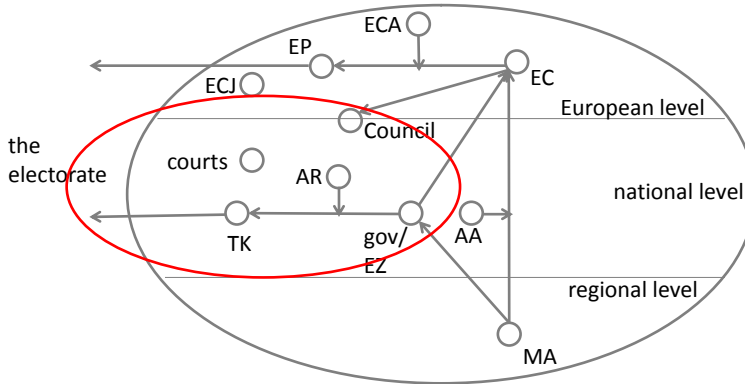 ECA
EP
EC
ECJ
European level
Council
the
electorate
courts
AR
national level
TK
gov/
EZ
AA
regional level
MA